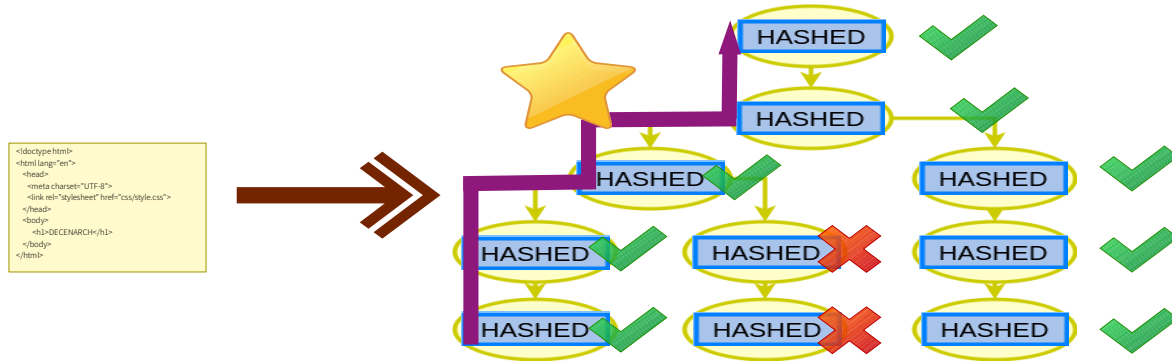 <!doctype html>
<html lang="en">
<head>
<meta charset="UTF-8">
<link rel="stylesheet" href="css/style.css">
</head>
<body>
<h1>DECENARCH</h1>
</body>
</html>
HASHED
HASHED
HASHED
HASHED
HASHED
HASHED
HASHED
HASHED
HASHED
HASHED